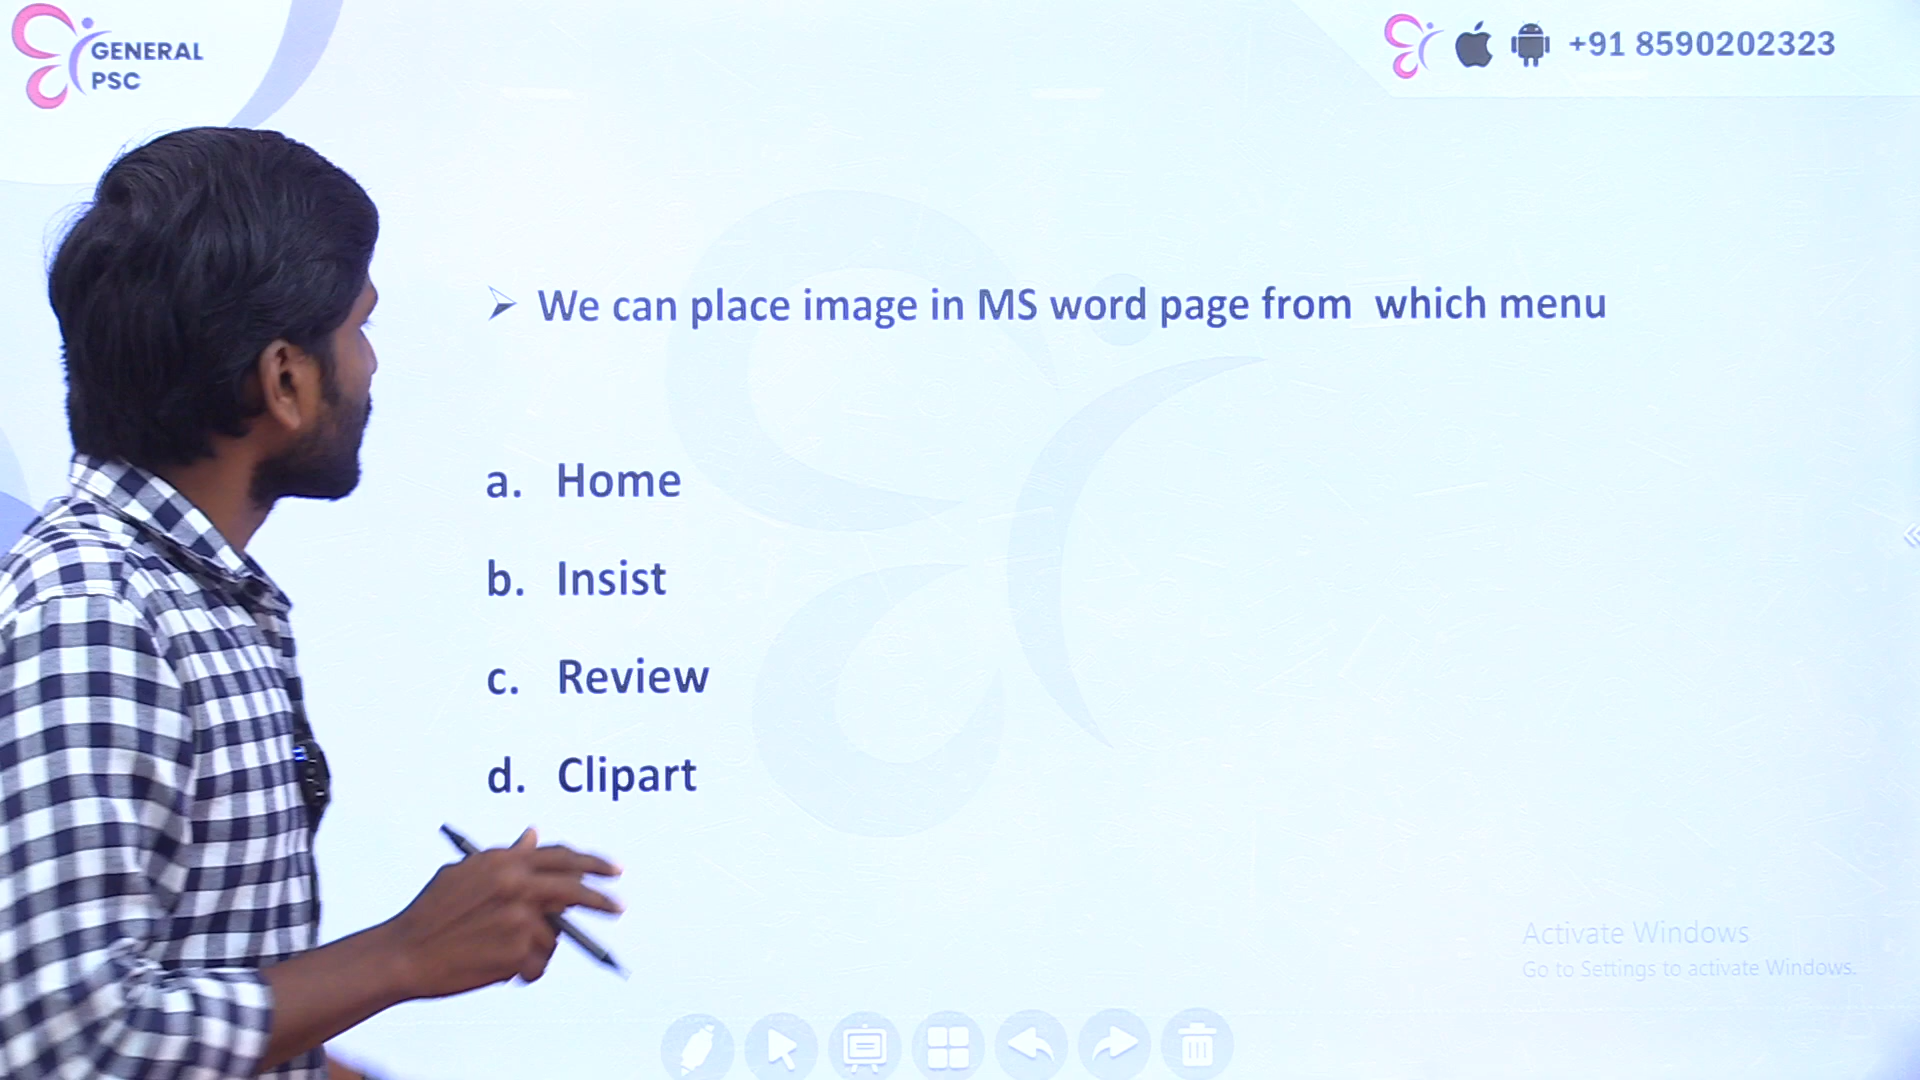 GENERAL
PSC
+91 8590202323
➢ We can place image in MS word page from which menu
a. Home
b. Insist
c. Review
d. Clipart
Activate Windows
Go to Settings to activate Windows.